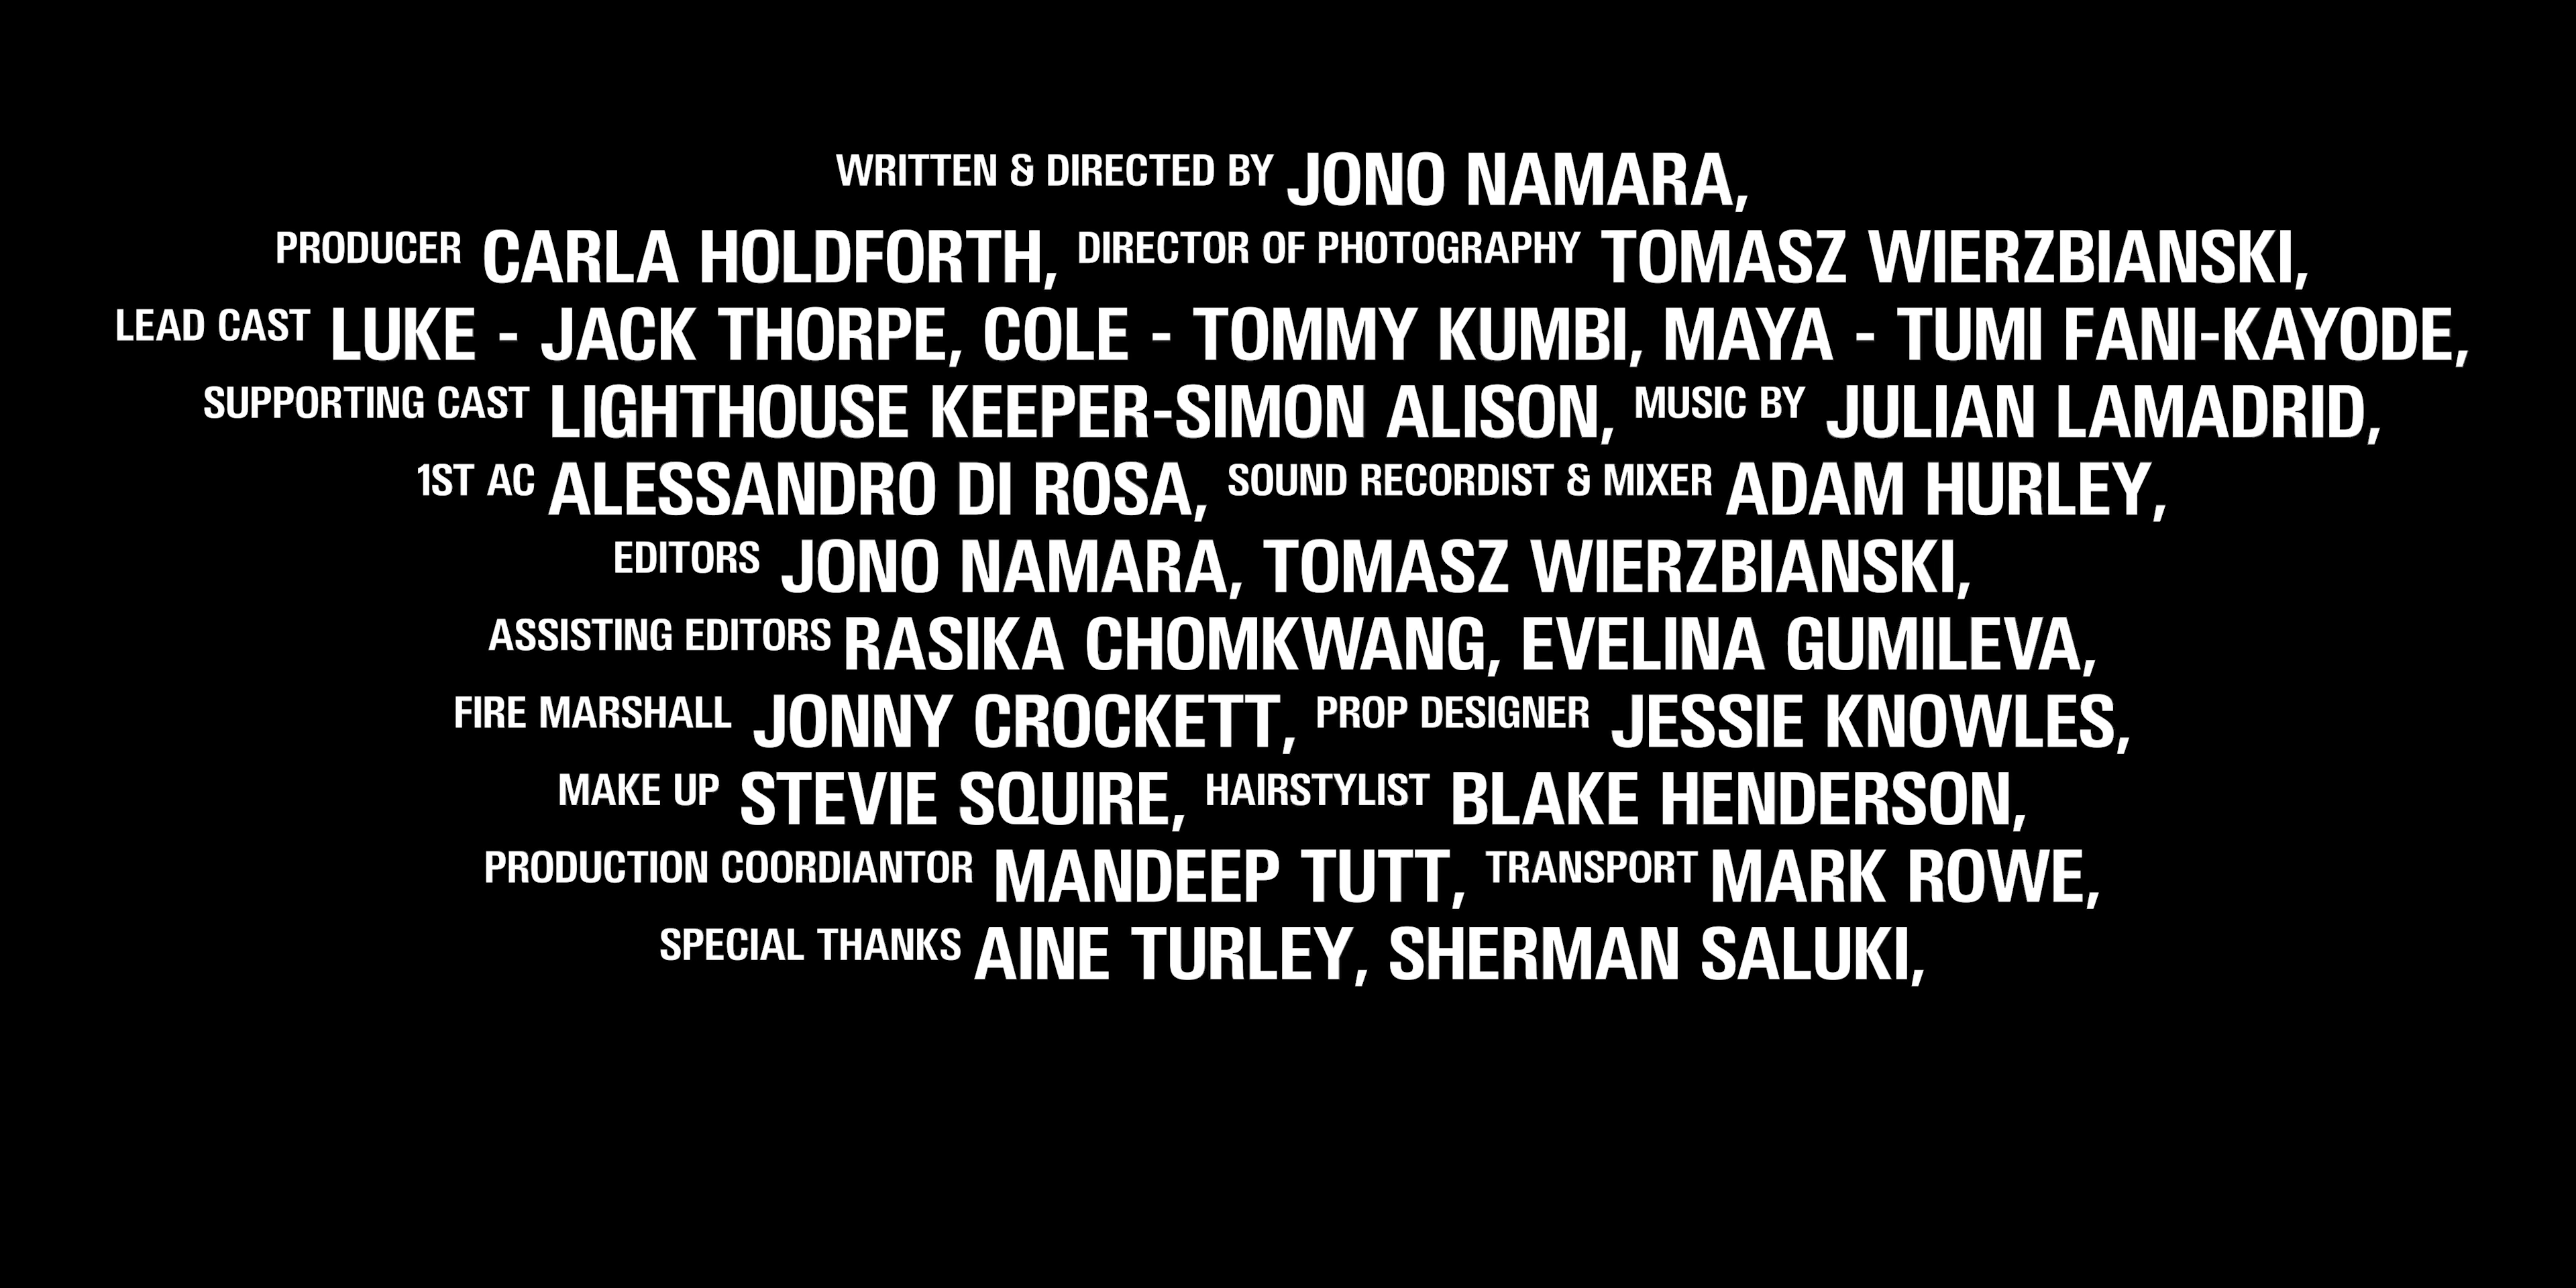 WRITTEN & DIRECTED BY JONO NAMARA,
PRODUCER CARLA HOLDFORTH, DIRECTOR OF PHOTOGRAPHY TOMASZ WIERZBIANSKI,
LEAD CAST LUKE - JACK THORPE, COLE - TOMMY KUMBI, MAYA - TUMI FANI-KAYODE,
SUPPORTING CAST LIGHTHOUSE KEEPER-SIMON ALISON, MUSIC BY JULIAN LAMADRID,
1ST AC ALESSANDRO DI ROSA, SOUND RECORDIST & MIXER ADAM HURLEY,
EDITORS JONO NAMARA, TOMASZ WIERZBIANSKI,
ASSISTING EDITORS RASIKA CHOMKWANG, EVELINA GUMILEVA,
FIRE MARSHALL JONNY CROCKETT, PROP DESIGNER JESSIE KNOWLES,
MAKE UP STEVIE SQUIRE, HAIRSTYLIST BLAKE HENDERSON,
PRODUCTION COORDIANTOR MANDEEP TUTT, TRANSPORT MARK ROWE,
SPECIAL THANKS AINE TURLEY, SHERMAN SALUKI,